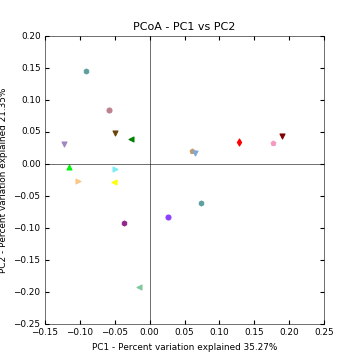 PCoA - PC1 vs PC2
PC2 - Percent variation explained 21.35%
0.20
0.15
0.10
0.05
0.00
−0.05
−0.10
−0.15
−0.20
−0.25
−0.15 −0.10 −0.05 0.00 0.05 0.10 0.15 0.20 0.25
PC1 - Percent variation explained 35.27%